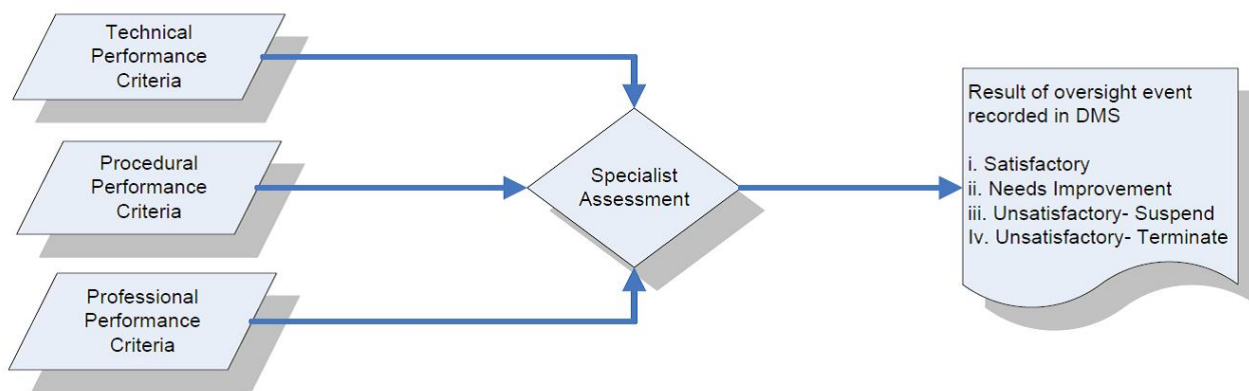 Technical
Performance
Criteria
Procedural
Performance
Criteria
Professional
Performance
Criteria
Specialist
Assessment
Result of oversight event
recorded in DMS
i. Satisfactory
ii. Needs Improvement
iii. Unsatisfactory- Suspend
Iv. Unsatisfactory- Terminate